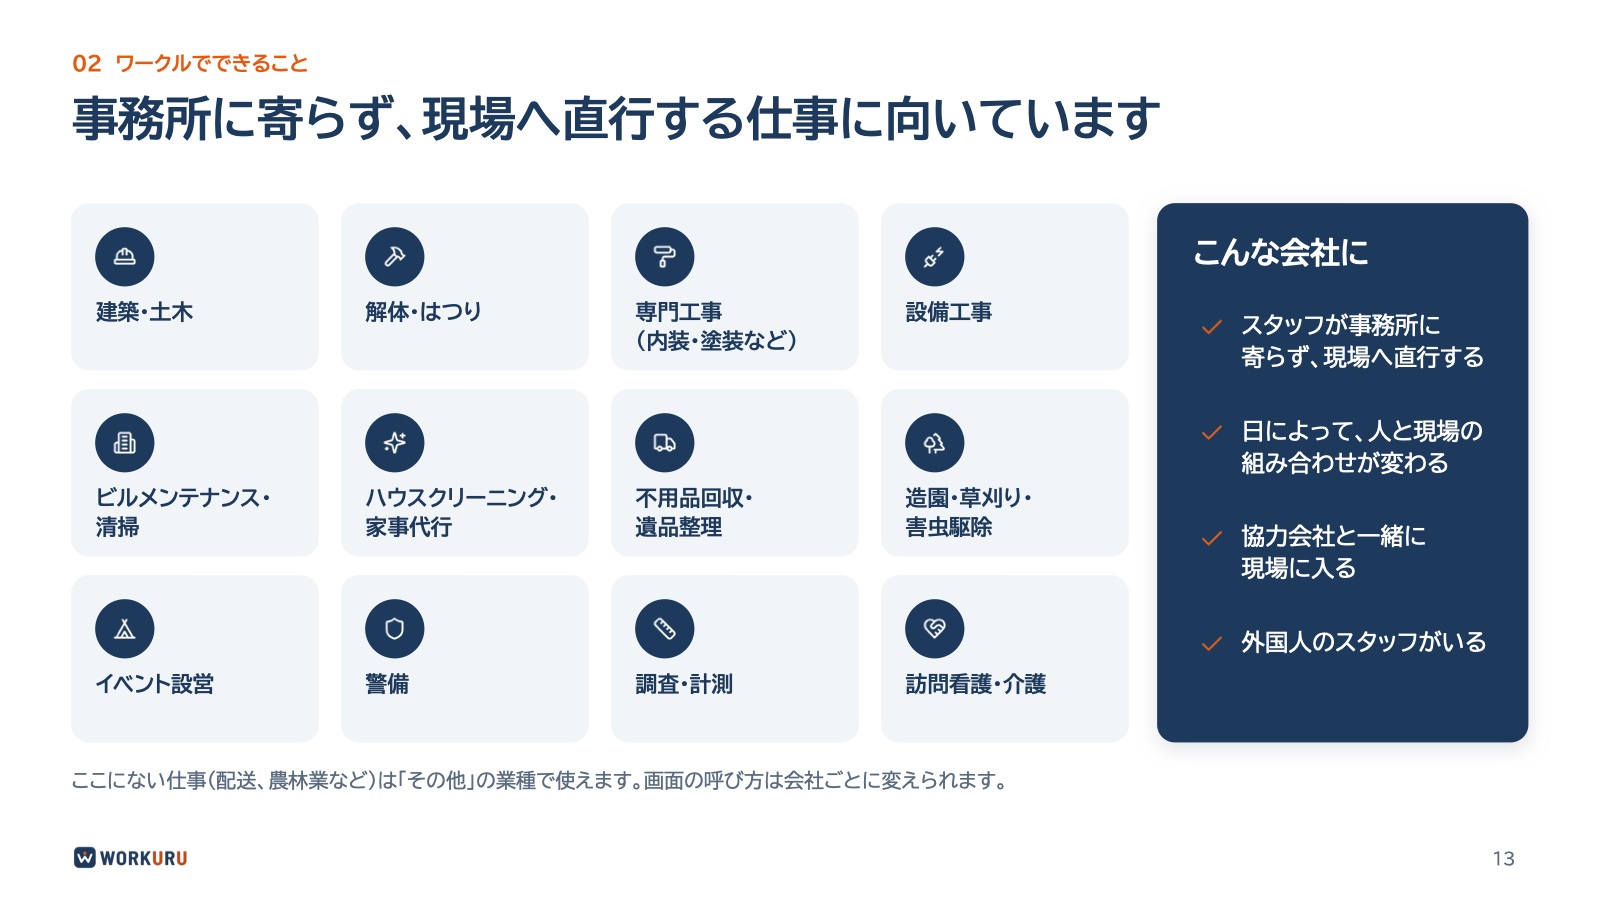 02 ワークルでできること
事務所に寄らず、現場へ直行する仕事に向いています
建築・土木
解体・はつり
専門工事
（内装・塗装など）
設備工事
ビルメンテナンス・
清掃
ハウスクリーニング・
家事代行
不用品回収・
遺品整理
造園・草刈り・
害虫駆除
イベント設営
警備
調査・計測
訪問看護・介護
こんな会社に
スタッフが事務所に
寄らず、現場へ直行する
日によって、人と現場の
組み合わせが変わる
協力会社と一緒に
現場に入る
外国人のスタッフがいる
ここにない仕事（配送、農林業など）は「その他」の業種で使えます。画面の呼び方は会社ごとに変えられます。
WORKURU
13